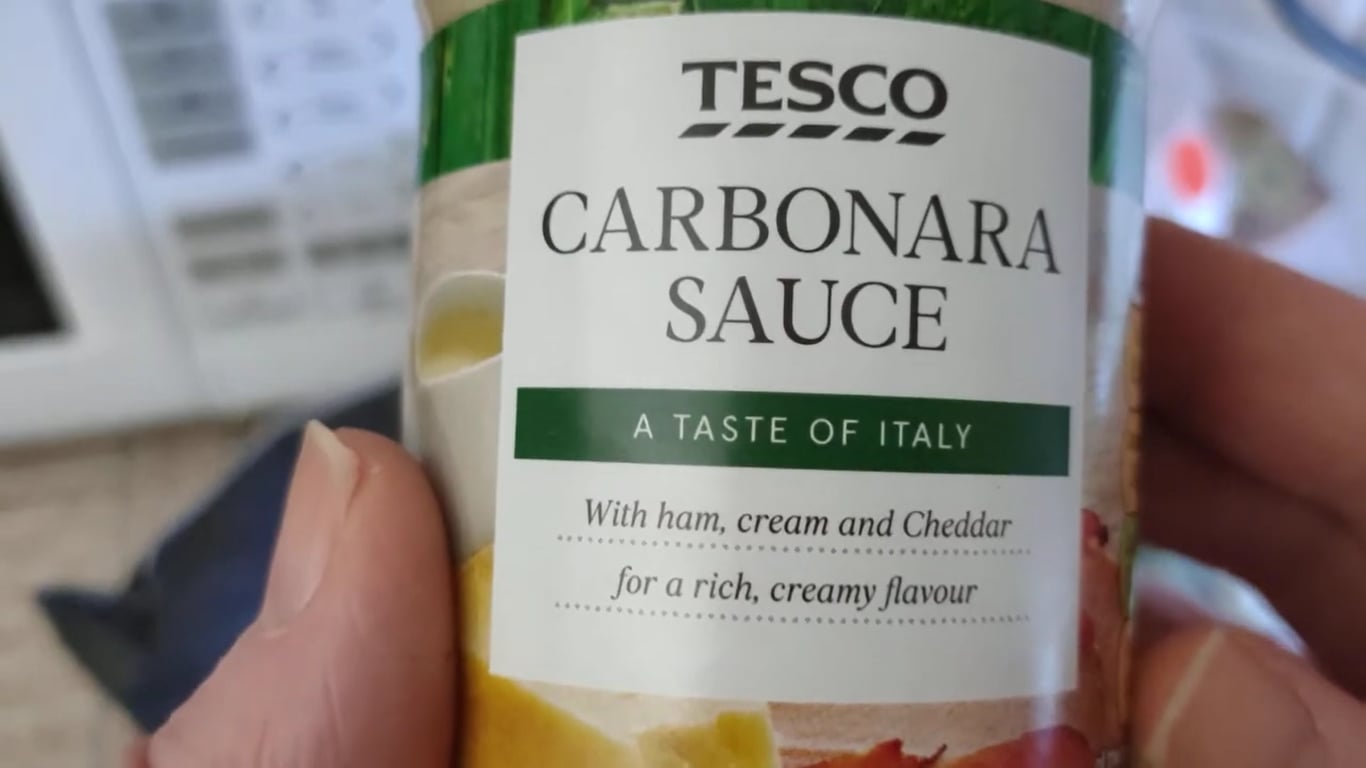 TESCO
CARBONARA
SAUCE
A TASTE OF ITALY
With ham, cream and Cheddar
for a rich, creamy flavour